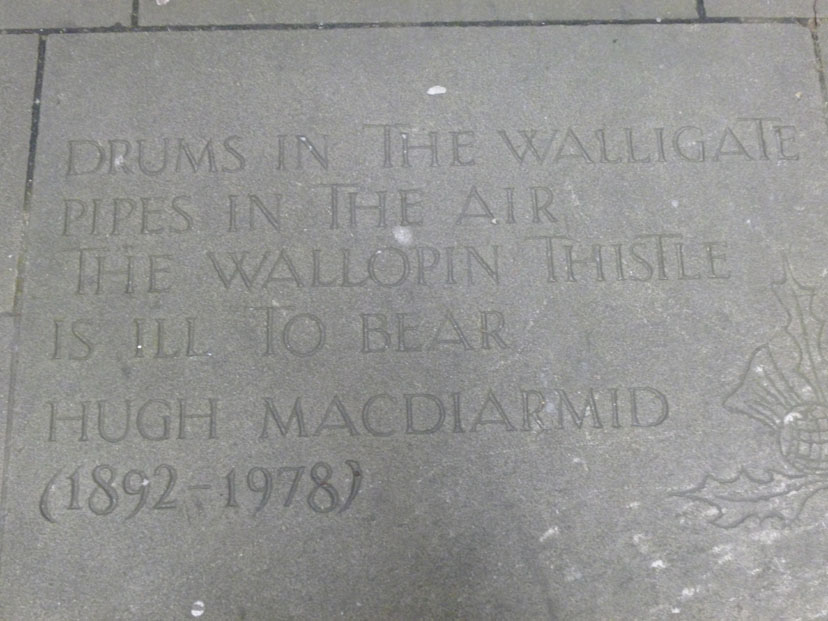 DRUMS IN THE WALLIGATE
PIPES IN THE AIR
THE WALLOPIN THISTLE
IS ILL TO BEAR
HUGH MACDIARMID
(1892-1978)